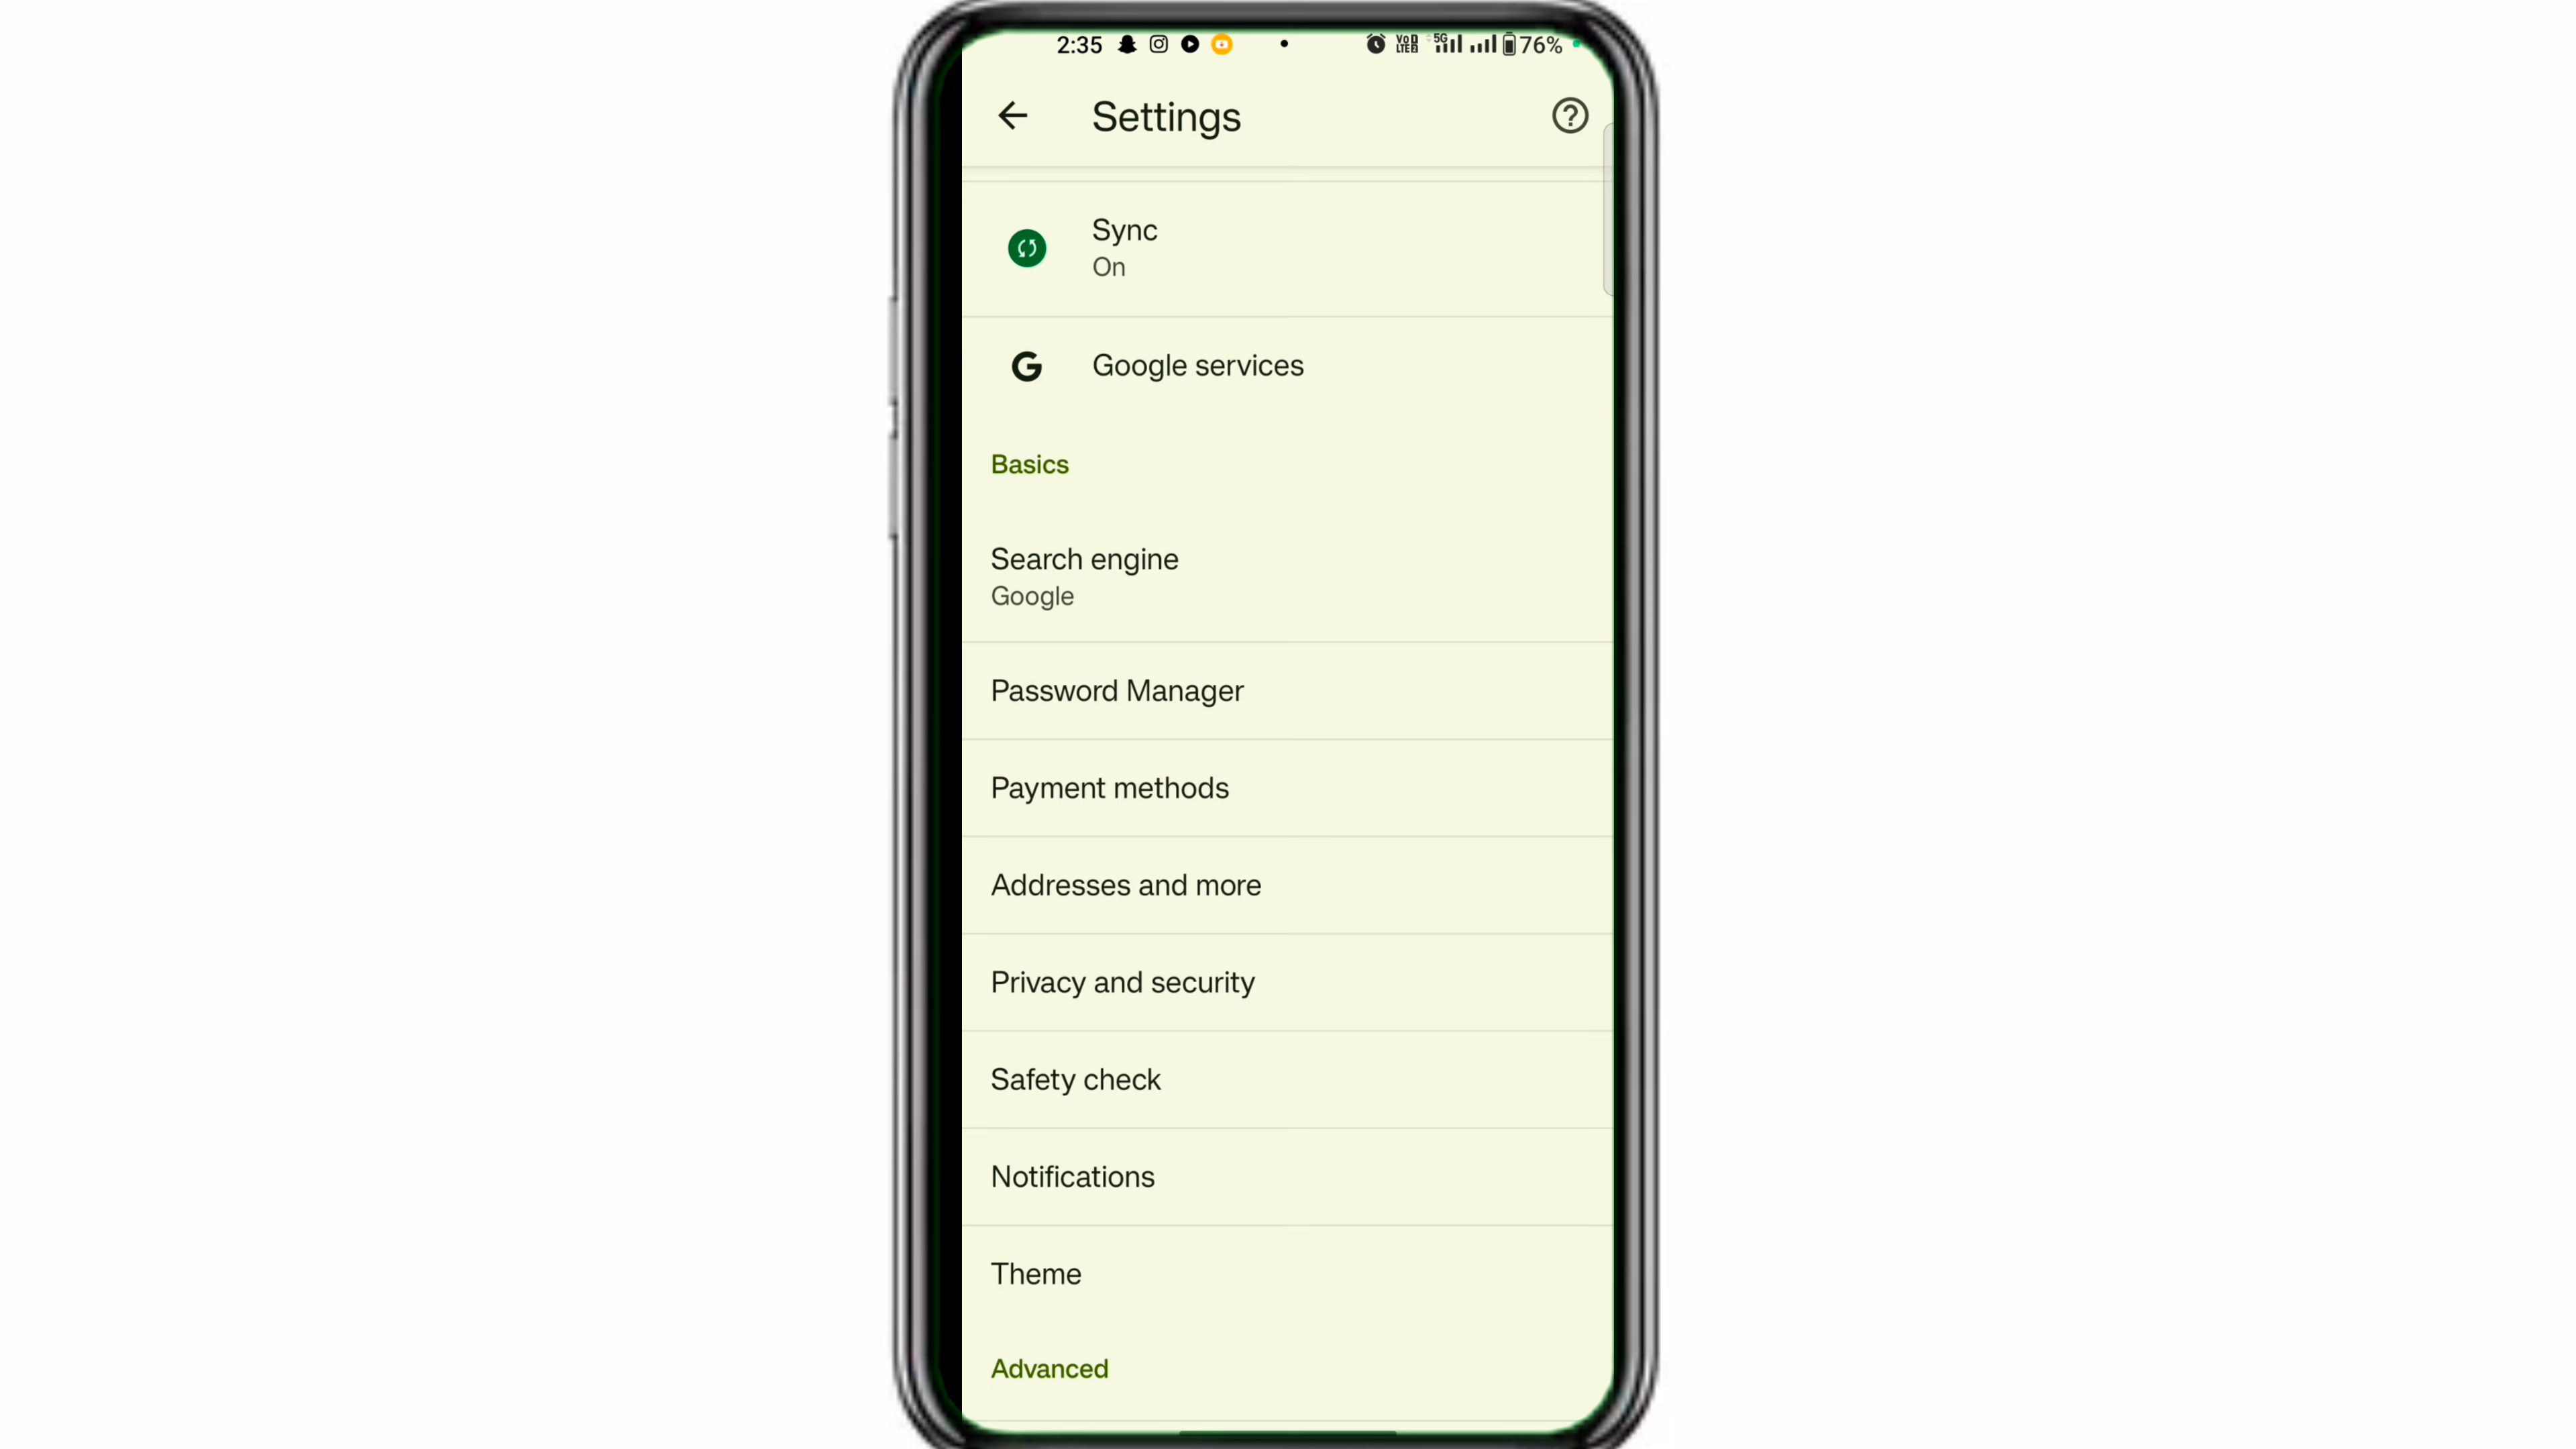 2:35 5G 76%
Settings
Sync
On
Google services
Basics
Search engine
Google
Password Manager
Payment methods
Addresses and more
Privacy and security
Safety check
Notifications
Theme
Advanced